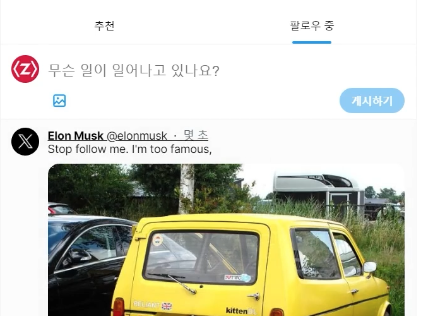 추천 팔로우 중
무슨 일이 일어나고 있나요?
게시하기
Elon Musk @elonmusk · 몇 초
Stop follow me. I'm too famous,
kitten